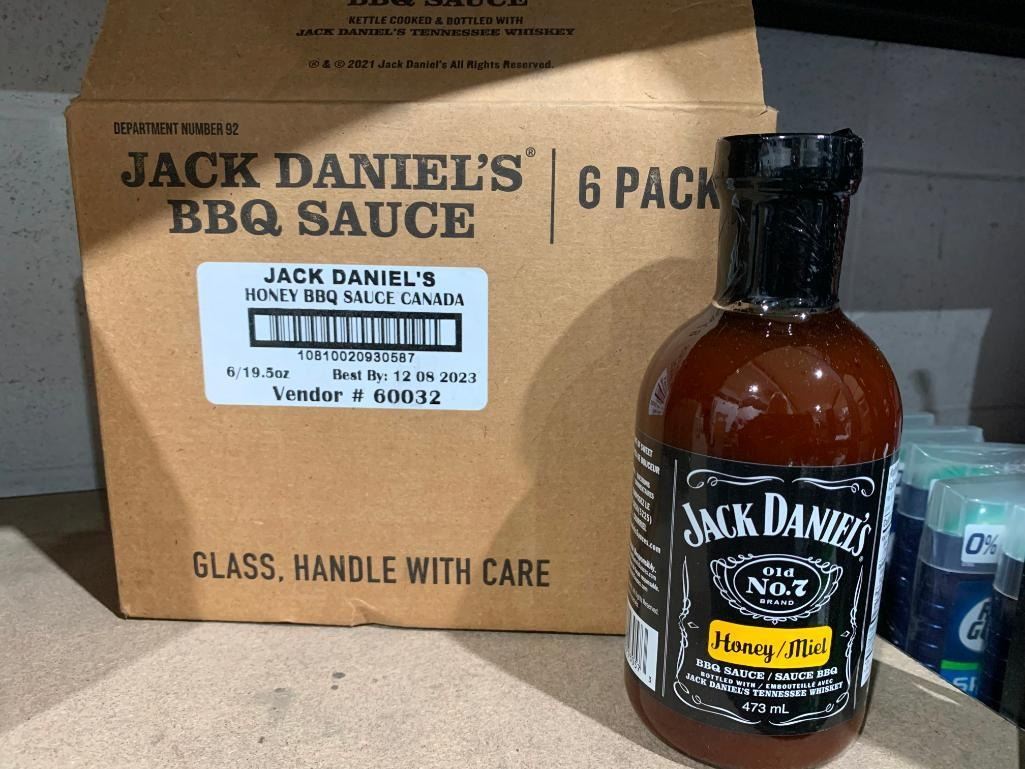 BBQ SAUCE
KETTLE COOKED & BOTTLED WITH
JACK DANIEL'S TENNESSEE WHISKEY
® & © 2021 Jack Daniel's All Rights Reserved.
DEPARTMENT NUMBER 92
JACK DANIEL'S®
BBQ SAUCE
6 PACK
JACK DANIEL'S
HONEY BBQ SAUCE CANADA
10810020930587
6/19.5oz Best By: 12 08 2023
Vendor # 60032
GLASS, HANDLE WITH CARE
JACK DANIEL'S
Old
No.7
BRAND
Honey/Miel
BBQ SAUCE / SAUCE BBQ
BOTTLED WITH / EMBOUTEILLÉ AVEC
JACK DANIEL'S TENNESSEE WHISKEY
473 mL
0%